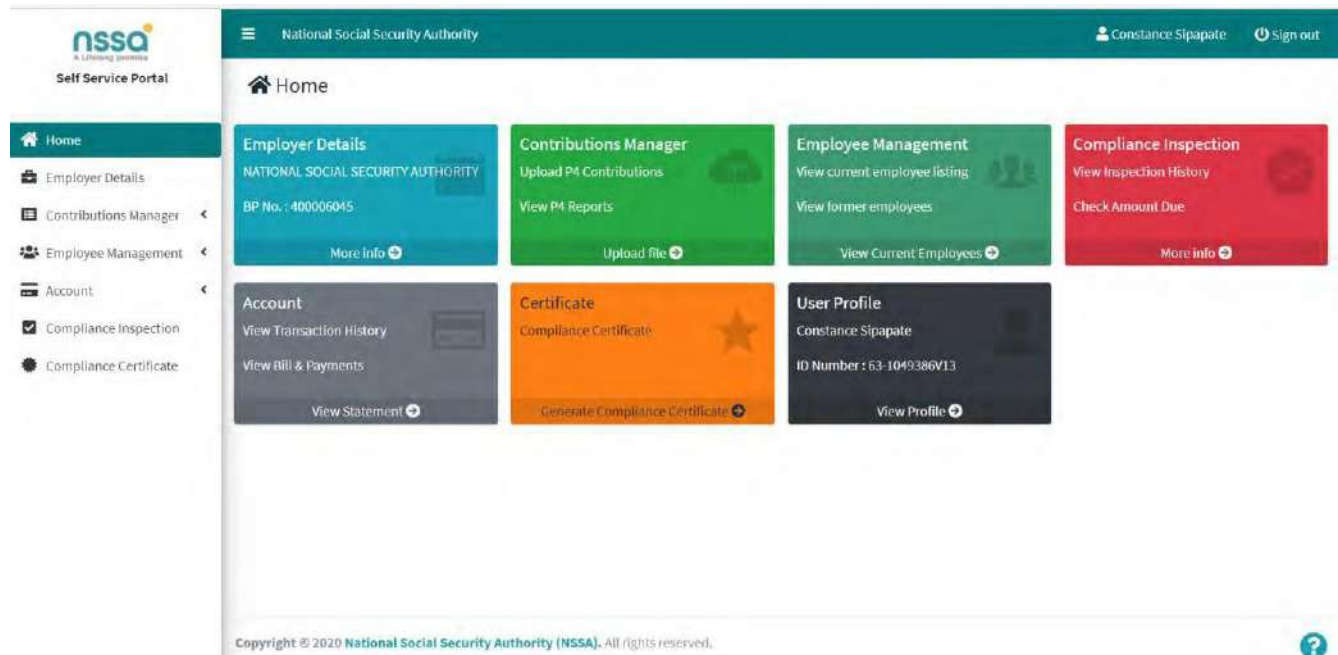 nssa
A Lifelong promise
Self Service Portal
Home
Employer Details
Contributions Manager
Employee Management
Account
Compliance Inspection
Compliance Certificate
National Social Security Authority
Constance Sipapate
Sign out
Home
Employer Details
NATIONAL SOCIAL SECURITY AUTHORITY
BP No. : 400006045
More info
Contributions Manager
Upload P4 Contributions
View P4 Reports
Upload file
Employee Management
View current employee listing
View former employees
View Current Employees
Compliance Inspection
View Inspection History
Check Amount Due
More info
Account
View Transaction History
View Bill & Payments
View Statement
Certificate
Compliance Certificate
Generate Compliance Certificate
User Profile
Constance Sipapate
ID Number : 63-1049386V13
View Profile
Copyright © 2020 National Social Security Authority (NSSA). All rights reserved.